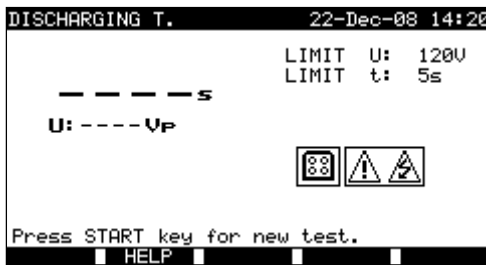 DISCHARGING T. 22-Dec-08 14:20
LIMIT U: 120V
LIMIT t: 5s
----s
U:----Vp
Press START key for new test.
HELP